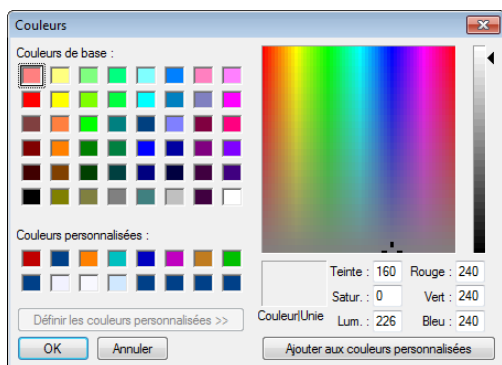 Couleurs
Couleurs de base :
Couleurs personnalisées :
Définir les couleurs personnalisées >>
OK Annuler
Teinte : 160 Rouge : 240
Satur. : 0 Vert : 240
Couleur|Unie Lum. : 226 Bleu : 240
Ajouter aux couleurs personnalisées